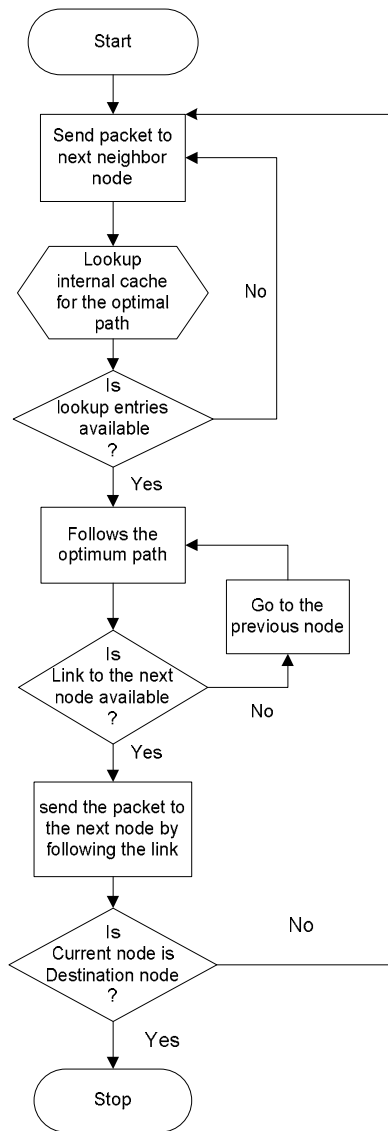 Start
Send packet to
next neighbor
node
Lookup
internal cache
for the optimal
path
No
Is
lookup entries
available
?
Yes
Follows the
optimum path
Go to the
previous node
Is
Link to the next
node available
?
No
Yes
send the packet to
the next node by
following the link
No
Is
Current node is
Destination node
?
Yes
Stop